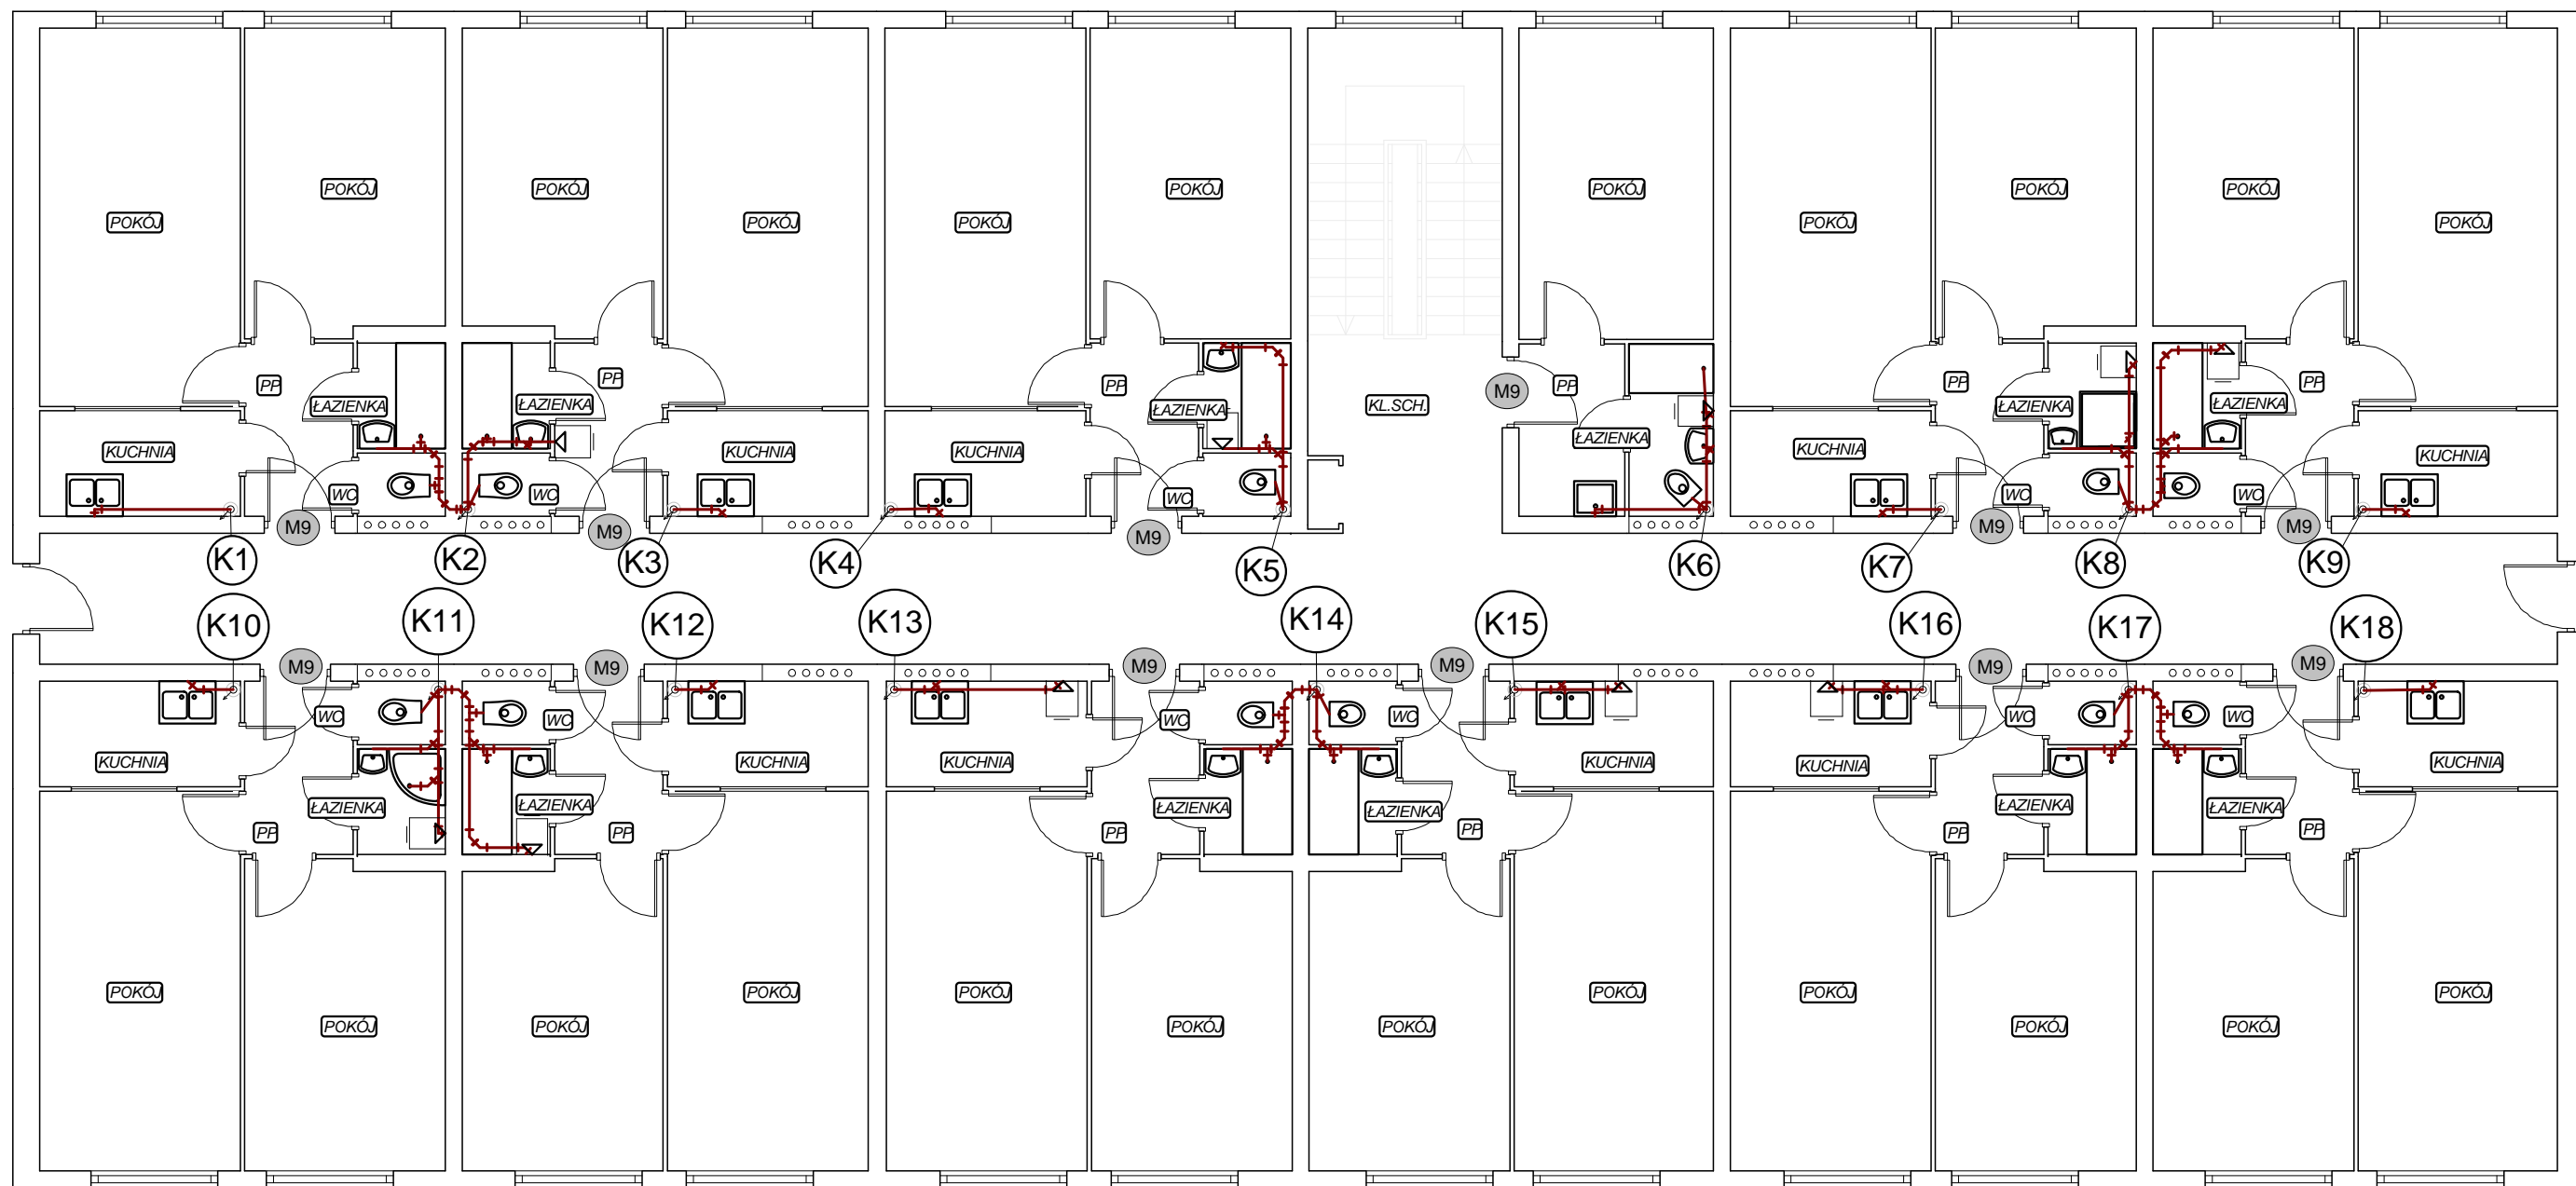 POKÓJ POKÓJ POKÓJ POKÓJ POKÓJ
POKÓJ POKÓJ POKÓJ POKÓJ POKÓJ POKÓJ
PP PP PP M9 PP PP PP
ŁAZIENKA ŁAZIENKA ŁAZIENKA KL.SCH. ŁAZIENKA ŁAZIENKA ŁAZIENKA
KUCHNIA KUCHNIA KUCHNIA KUCHNIA KUCHNIA
WC WC WC WC WC
M9 M9 M9 M9 M9
K1 K2 K3 K4 K5 K6 K7 K8 K9
K10 K11 K12 K13 K14 K15 K16 K17 K18
M9 M9 M9 M9 M9 M9
WC WC WC WC WC WC
KUCHNIA KUCHNIA KUCHNIA KUCHNIA KUCHNIA KUCHNIA
ŁAZIENKA ŁAZIENKA ŁAZIENKA ŁAZIENKA ŁAZIENKA ŁAZIENKA
PP PP PP PP PP PP
POKÓJ POKÓJ POKÓJ POKÓJ POKÓJ POKÓJ
POKÓJ POKÓJ POKÓJ POKÓJ POKÓJ POKÓJ